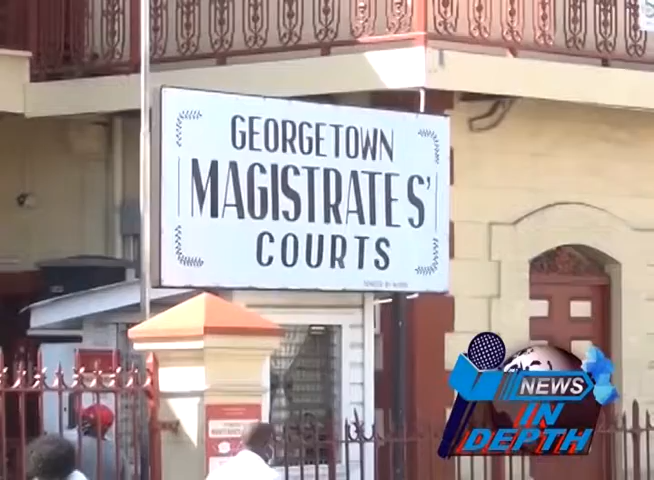 GEORGETOWN
MAGISTRATES'
COURTS
NEWS
IN
DEPTH